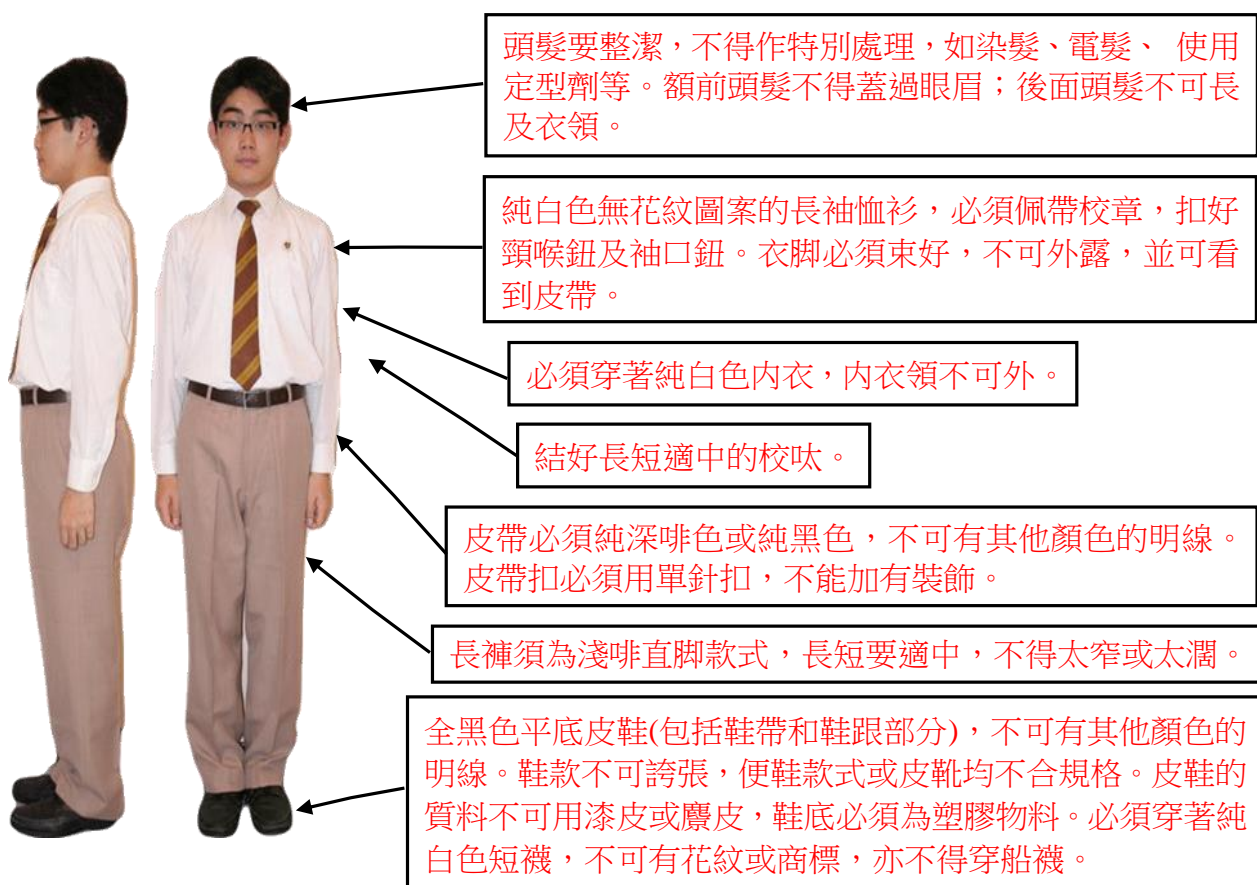 頭髮要整潔，不得作特別處理，如染髮、電髮、 使用
定型劑等。額前頭髮不得蓋過眼眉；後面頭髮不可長
及衣領。
純白色無花紋圖案的長袖恤衫，必須佩帶校章，扣好
頸喉鈕及袖口鈕。衣脚必須束好，不可外露，並可看
到皮帶。
必須穿著純白色内衣，内衣領不可外。
結好長短適中的校呔。
皮帶必須純深啡色或純黑色，不可有其他顏色的明線。
皮帶扣必須用單針扣，不能加有裝飾。
長褲須為淺啡直脚款式，長短要適中，不得太窄或太濶。
全黑色平底皮鞋(包括鞋帶和鞋跟部分)，不可有其他顏色的
明線。鞋款不可誇張，便鞋款式或皮靴均不合規格。皮鞋的
質料不可用漆皮或麖皮，鞋底必須為塑膠物料。必須穿著純
白色短襪，不可有花紋或商標，亦不得穿船襪。